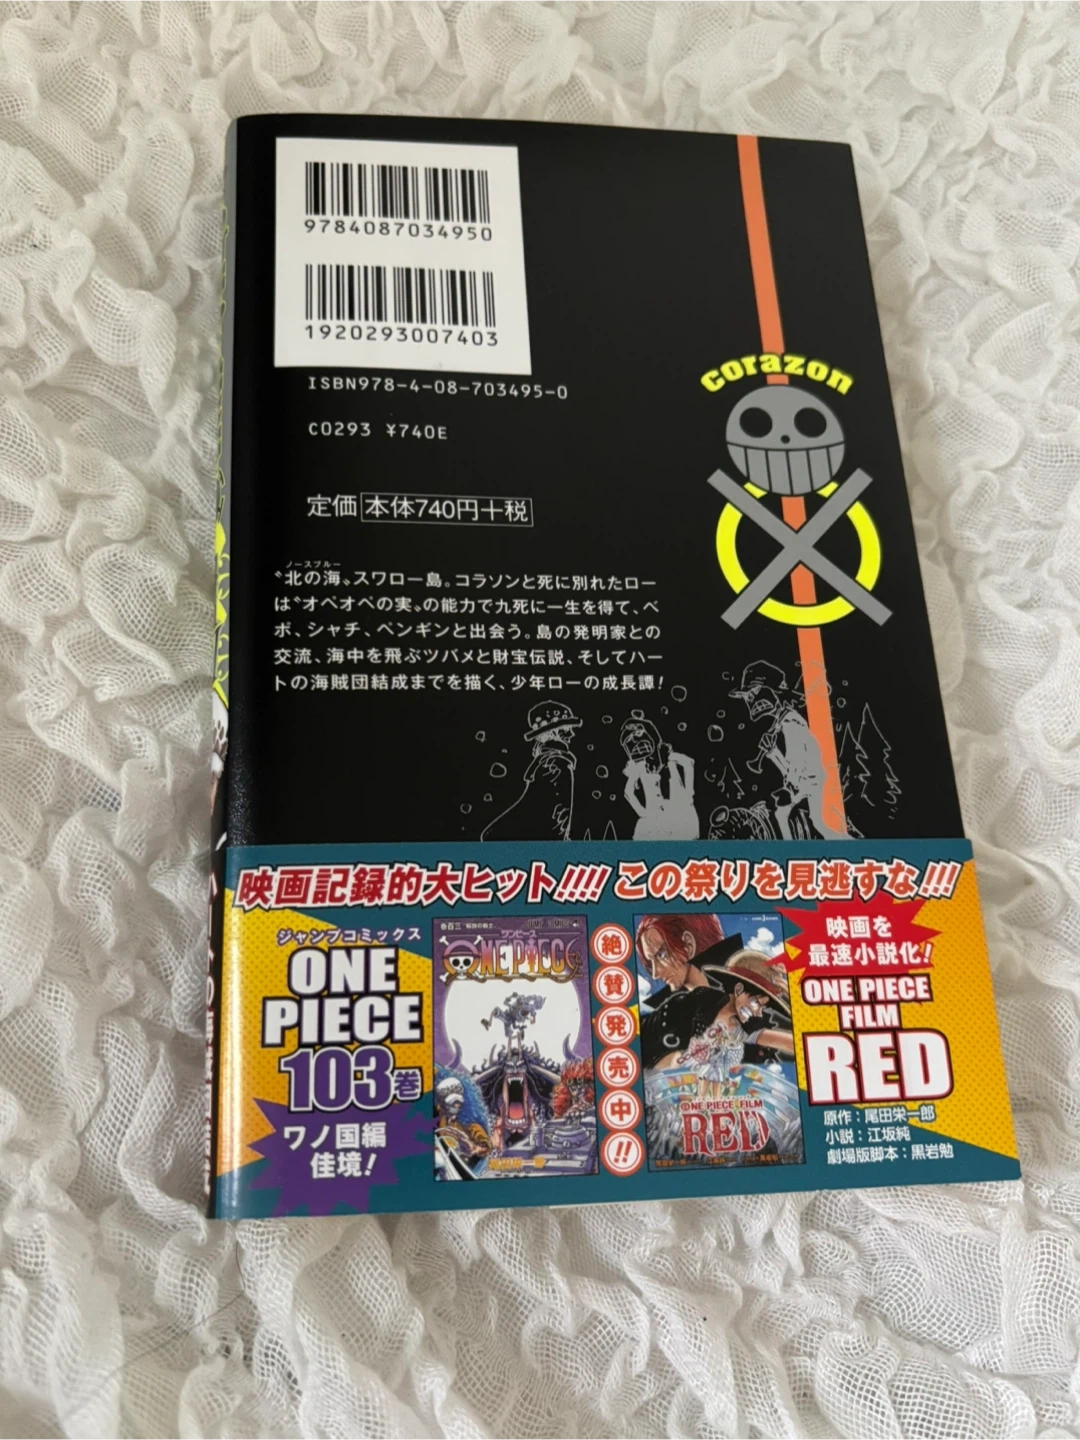 9784087034950
1920293007403
ISBN978-4-08-703495-0
C0293 ¥740E
定価 本体740円+税
corazon
ノースブルー
〝北の海〟スワロー島。コラソンと死に別れたロー
は〝オペオペの実〟の能力で九死に一生を得て、ベ
ポ、シャチ、ペンギンと出会う。島の発明家との
交流、海中を飛ぶツバメと財宝伝説、そしてハー
トの海賊団結成までを描く、少年ローの成長譚!
映画記録的大ヒット!!!! この祭りを見逃すな!!!
ジャンプコミックス
ONE
PIECE
103巻
ワノ国編
佳境!
ワンピース
ONE PIECE
絶賛発売中!!
ONE PIECE FILM
RED
映画を
最速小説化!
ONE PIECE
FILM
RED
原作:尾田栄一郎
小説:江坂純
劇場版脚本:黒岩勉